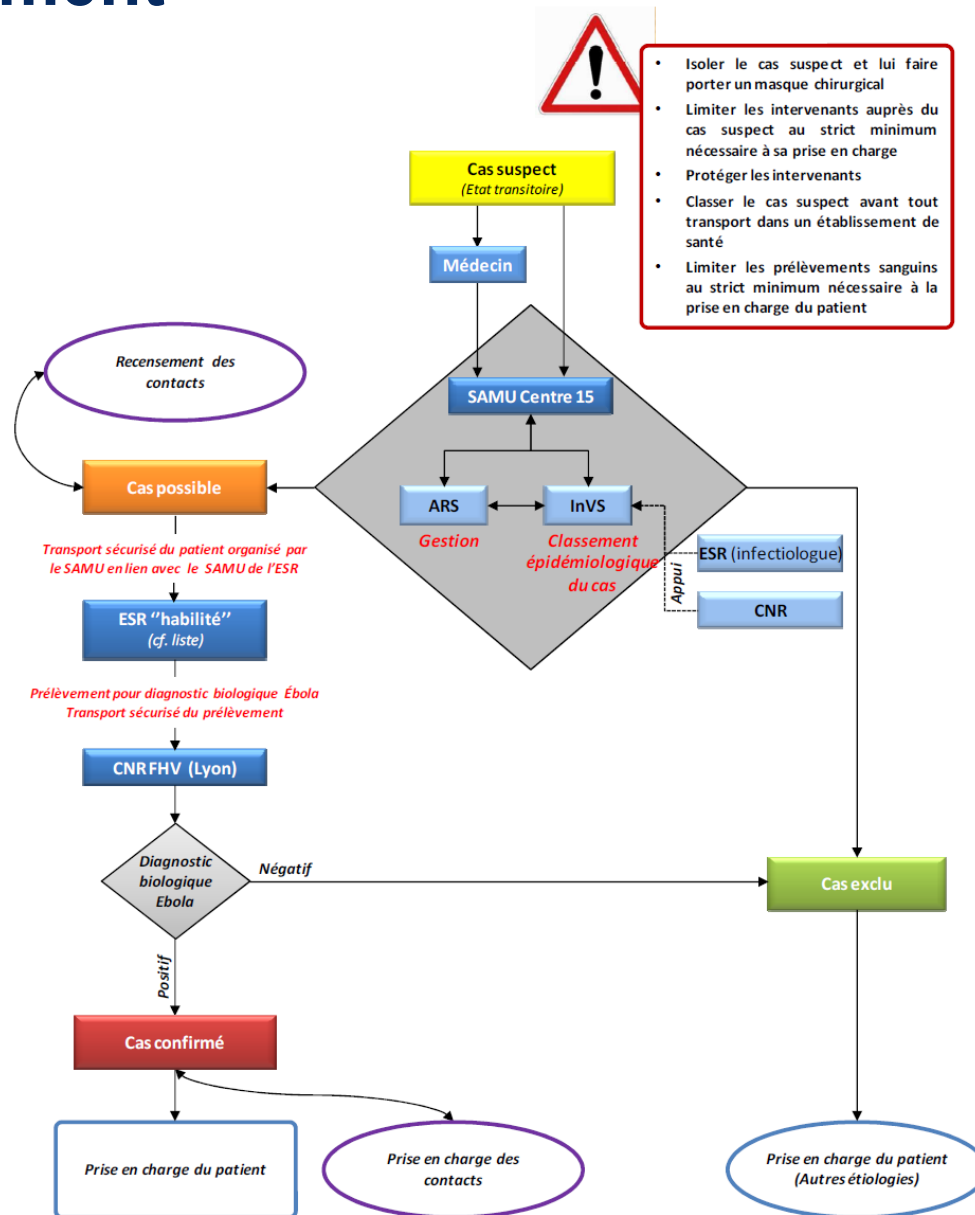 • Isoler le cas suspect et lui faire
porter un masque chirurgical
• Limiter les intervenants auprès du
cas suspect au strict minimum
nécessaire à sa prise en charge
• Protéger les intervenants
• Classer le cas suspect avant tout
transport dans un établissement de
santé
• Limiter les prélèvements sanguins
au strict minimum nécessaire à la
prise en charge du patient
Cas suspect
(Etat transitoire)
Médecin
Recensement des
contacts
SAMU Centre 15
Cas possible
ARS
InVS
Gestion
Classement
épidémiologique
du cas
ESR (infectiologue)
Appui
CNR
Transport sécurisé du patient organisé par
le SAMU en lien avec le SAMU de l'ESR
ESR ‘’habilité’’
(cf. liste)
Prélèvement pour diagnostic biologique Ébola
Transport sécurisé du prélèvement
CNR FHV (Lyon)
Diagnostic
biologique
Ebola
Négatif
Cas exclu
Positif
Cas confirmé
Prise en charge du patient
Prise en charge des
contacts
Prise en charge du patient
(Autres étiologies)